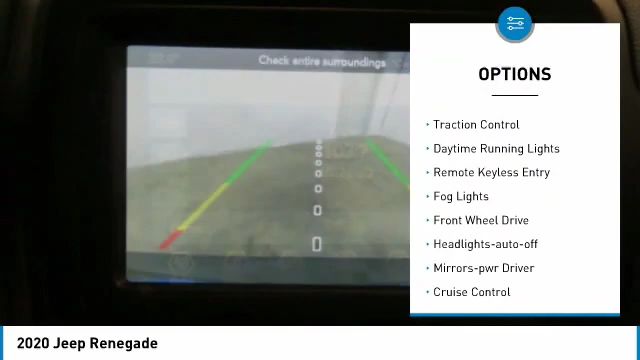 Check entire surroundings
OPTIONS
Traction Control
Daytime Running Lights
Remote Keyless Entry
Fog Lights
Front Wheel Drive
Headlights-auto-off
Mirrors-pwr Driver
Cruise Control
2020 Jeep Renegade